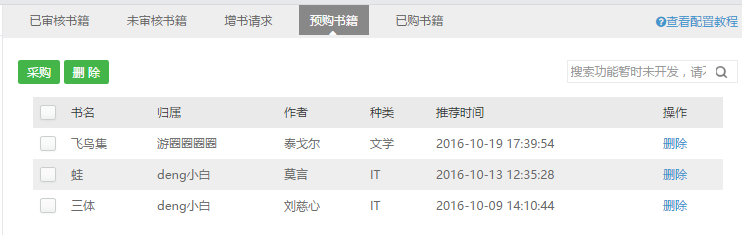 已审核书籍 未审核书籍 增书请求 预购书籍 已购书籍 查看配置教程
采购 删除 搜索功能暂时未开发，请
书名 归属 作者 种类 推荐时间 操作
飞鸟集 游圈圈圈圈 泰戈尔 文学 2016-10-19 17:39:54 删除
蛙 deng小白 莫言 IT 2016-10-13 12:35:28 删除
三体 deng小白 刘慈心 IT 2016-10-09 14:10:44 删除